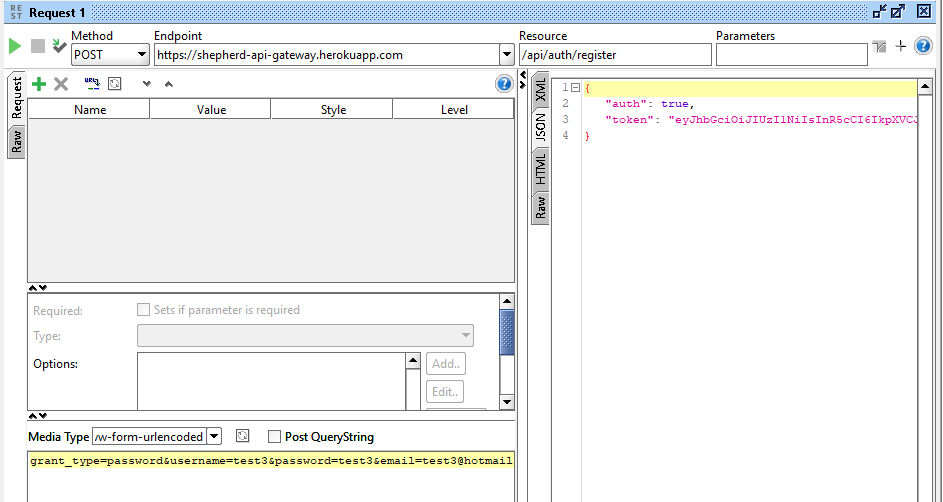 RE
ST
Request 1
Method
Endpoint
Resource
Parameters
POST
https://shepherd-api-gateway.herokuapp.com
/api/auth/register
Request
Raw
Name Value Style Level
Required:
Sets if parameter is required
Type:
Options:
Add..
Edit..
Media Type
/w-form-urlencoded
Post QueryString
grant_type=password&username=test3&password=test3&email=test3@hotmail
XML
JSON
HTML
Raw
1 {
2 "auth": true,
3 "token": "eyJhbGciOiJIUzI1NiIsInR5cCI6IkpXVCJ
4 }